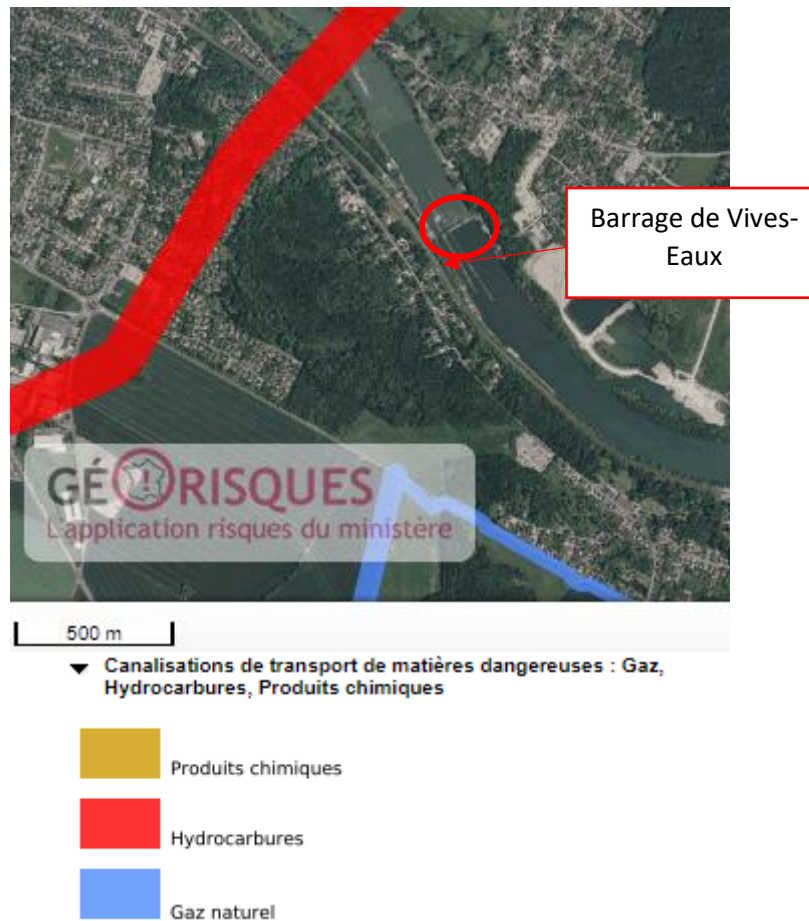 Barrage de Vives-
Eaux
GÉORISQUES
L'application risques du ministère
500 m
Canalisations de transport de matières dangereuses : Gaz,
Hydrocarbures, Produits chimiques
Produits chimiques
Hydrocarbures
Gaz naturel